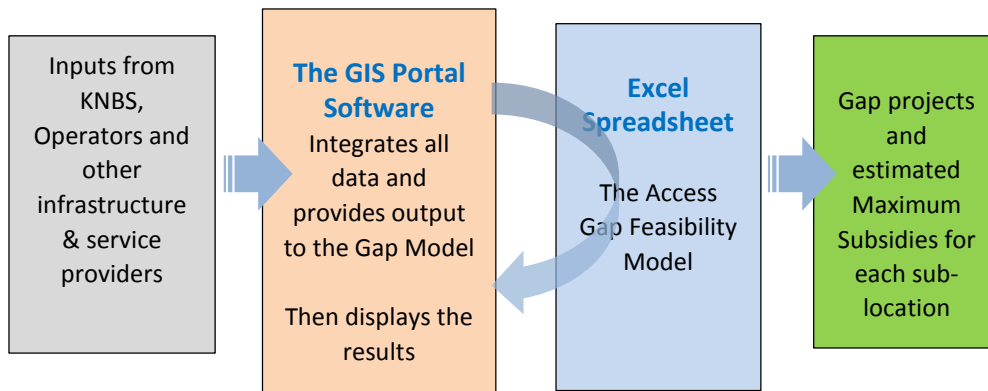 Inputs from
KNBS,
Operators and
other
infrastructure
& service
providers
The GIS Portal
Software
Integrates all
data and
provides output
to the Gap Model
Then displays the
results
Excel
Spreadsheet
The Access
Gap Feasibility
Model
Gap projects
and
estimated
Maximum
Subsidies for
each sub-
location